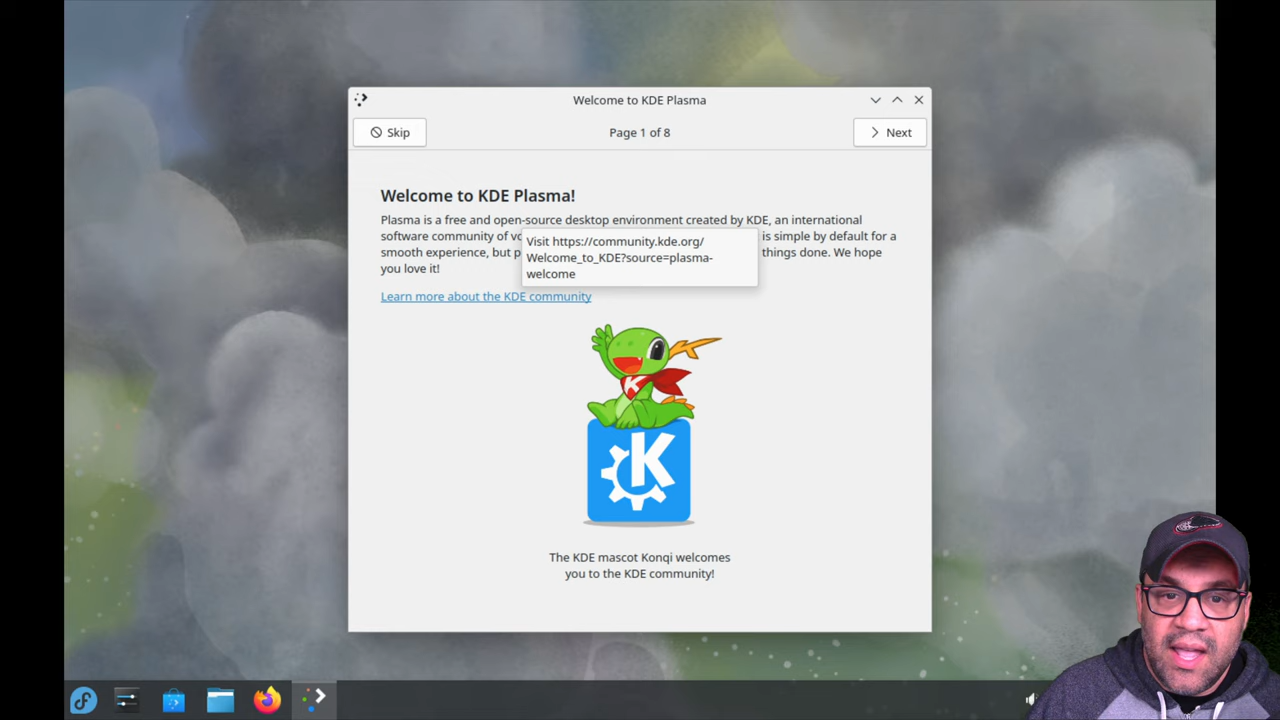 Welcome to KDE Plasma
Skip
Page 1 of 8
Next
Welcome to KDE Plasma!
Plasma is a free and open-source desktop environment created by KDE, an international
software community of is simple by default for a
smooth experience, but things done. We hope
you love it!
Visit https://community.kde.org/
Welcome_to_KDE?source=plasma-
welcome
Learn more about the KDE community
K
K
The KDE mascot Konqi welcomes
you to the KDE community!